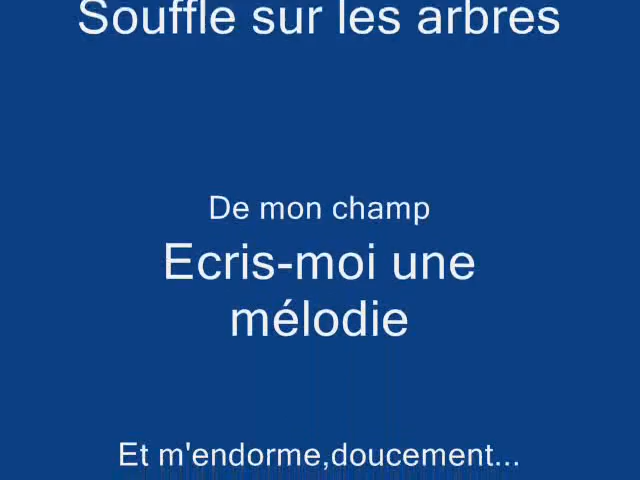 Souffle sur les arbres
De mon champ
Ecris-moi une
mélodie
Et m'endorme,doucement...